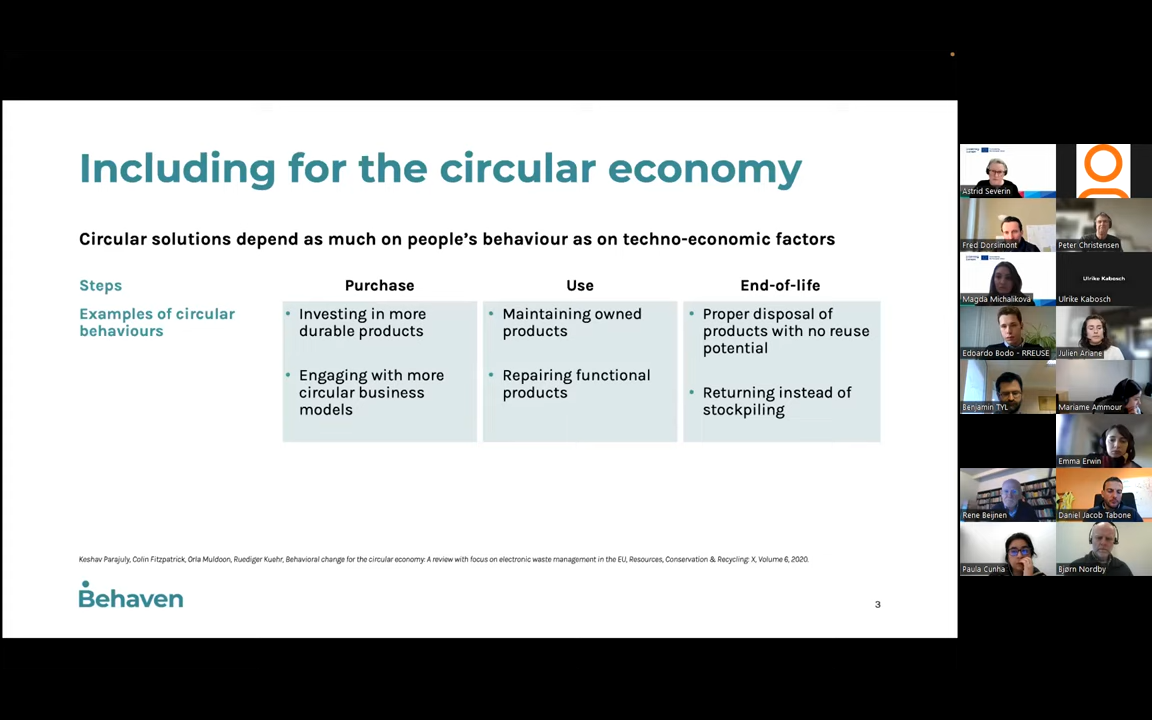 Including for the circular economy
Circular solutions depend as much on people's behaviour as on techno-economic factors
Steps
Purchase
Use
End-of-life
Examples of circular
behaviours
• Investing in more
durable products
• Engaging with more
circular business
models
• Maintaining owned
products
• Repairing functional
products
• Proper disposal of
products with no reuse
potential
• Returning instead of
stockpiling
Keshav Parajuly, Colin Fitzpatrick, Orla Muldoon, Ruediger Kuehr, Behavioral change for the circular economy: A review with focus on electronic waste management in the EU, Resources, Conservation & Recycling: X, Volume 6, 2020.
Behaven
3
Astrid Severin
Fred Dorsimont
Peter Christensen
Magda Michaliková
Ulrike Kabosch
Ulrike Kabosch
Edoardo Bodo - RREUSE
Julien Ariane
Benjamin TYL
Mariame Ammour
Emma Erwin
Rene Beijnen
Daniel Jacob Tabone
Paula Cunha
Bjørn Nordby